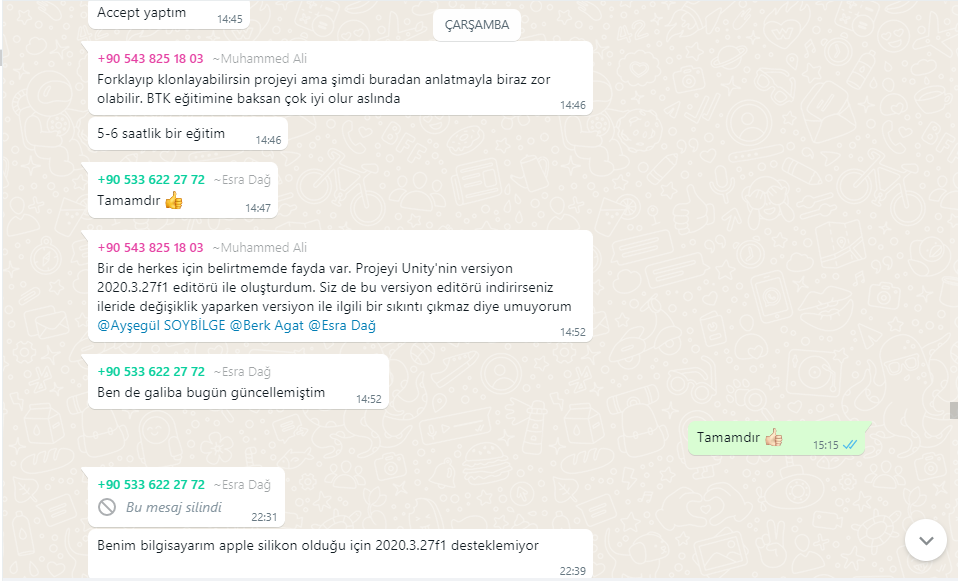 Accept yaptım
14:45
ÇARŞAMBA
+90 543 825 18 03 ~Muhammed Ali
Forklayıp klonlayabilirsin projeyi ama şimdi buradan anlatmayla biraz zor
olabilir. BTK eğitimine baksan çok iyi olur aslında
14:46
5-6 saatlik bir eğitim
14:46
+90 533 622 27 72 ~Esra Dağ
Tamamdır 👍
14:47
+90 543 825 18 03 ~Muhammed Ali
Bir de herkes için belirtmemde fayda var. Projeyi Unity'nin versiyon
2020.3.27f1 editörü ile oluşturdum. Siz de bu versiyon editörü indirirseniz
ileride değişiklik yaparken versiyon ile ilgili bir sıkıntı çıkmaz diye umuyorum
@Ayşegül SOYBİLGE @Berk Agat @Esra Dağ
14:52
+90 533 622 27 72 ~Esra Dağ
Ben de galiba bugün güncellemiştim
14:52
Tamamdır 👍🏻
15:15
+90 533 622 27 72 ~Esra Dağ
Bu mesaj silindi
22:31
Benim bilgisayarım apple silikon olduğu için 2020.3.27f1 desteklemiyor
22:39